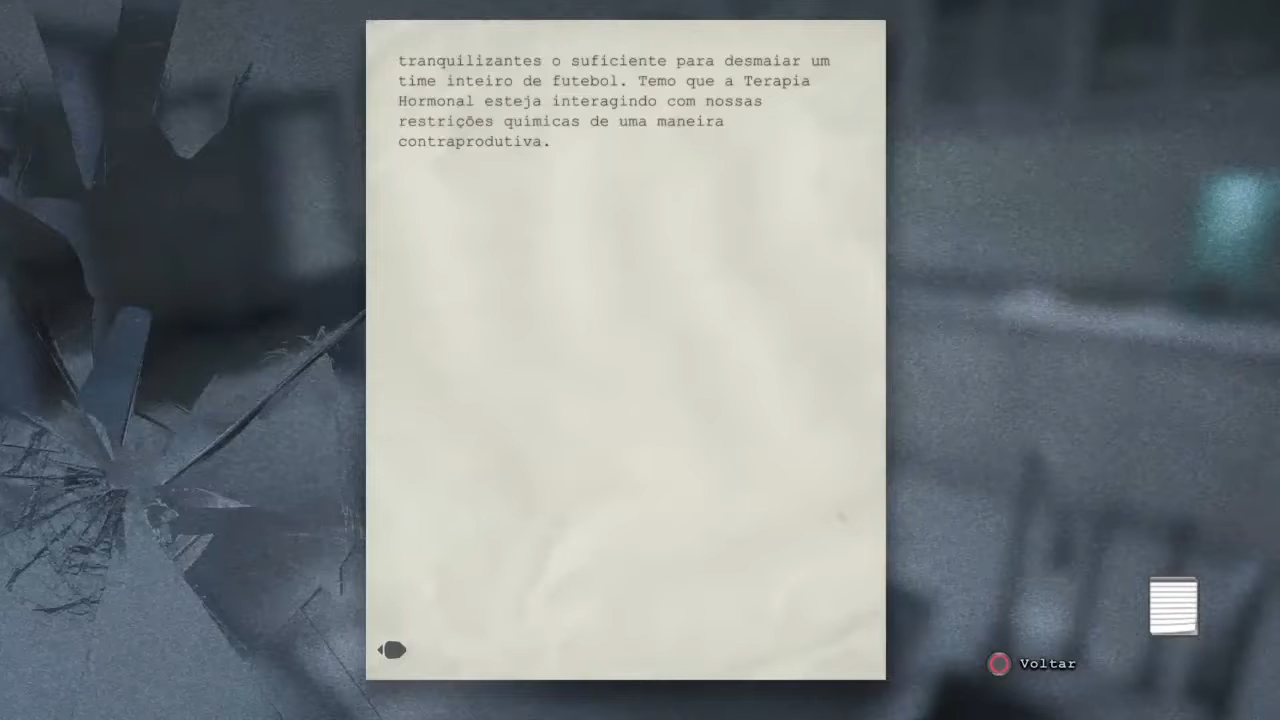 tranquilizantes o suficiente para desmaiar um
time inteiro de futebol. Temo que a Terapia
Hormonal esteja interagindo com nossas
restrições quimicas de uma maneira
contraprodutiva.
Voltar